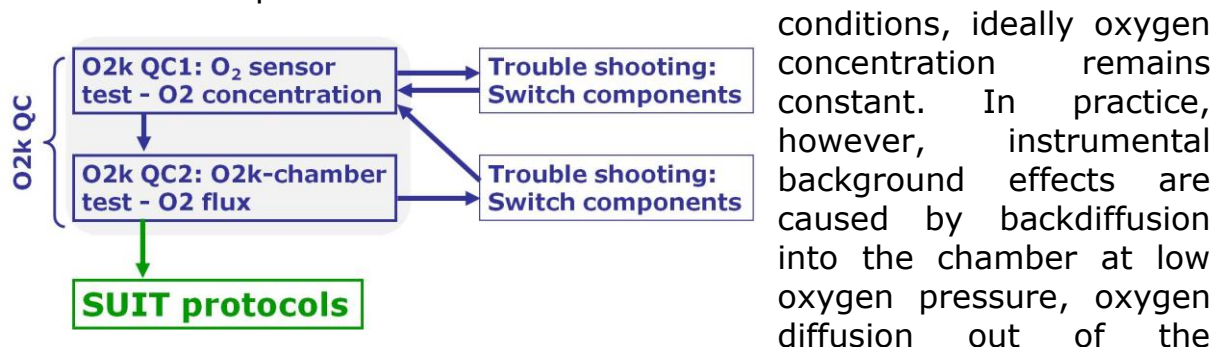 O2k QC
O2k QC1: O₂ sensor
test - O2 concentration
Trouble shooting:
Switch components
O2k QC2: O2k-chamber
test - O2 flux
Trouble shooting:
Switch components
SUIT protocols
conditions, ideally oxygen
concentration remains
constant. In practice,
however, instrumental
background effects are
caused by backdiffusion
into the chamber at low
oxygen pressure, oxygen
diffusion out of the